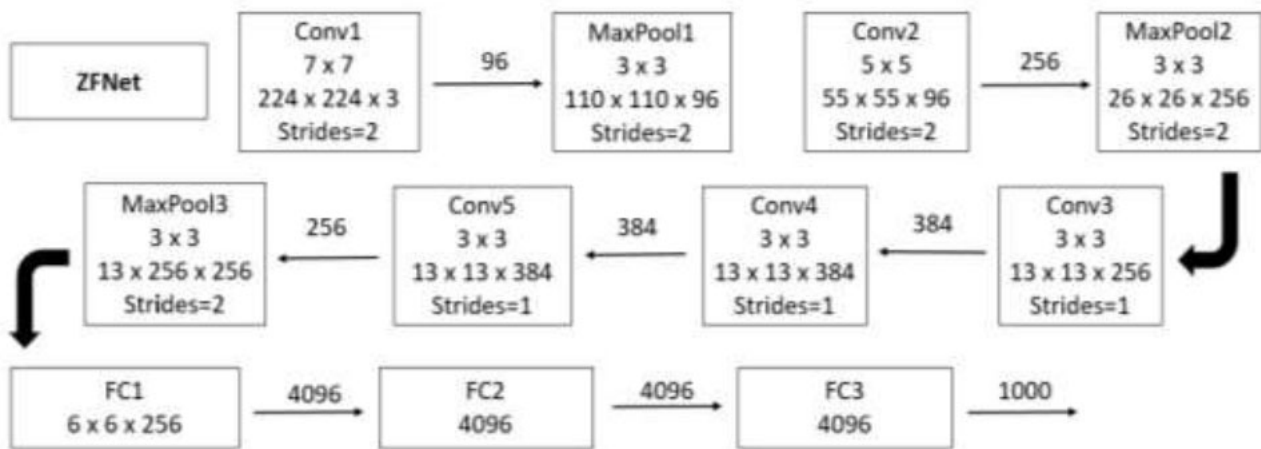 ZFNet
Conv1
7 x 7
224 x 224 x 3
Strides=2
96
MaxPool1
3 x 3
110 x 110 x 96
Strides=2
Conv2
5 x 5
55 x 55 x 96
Strides=2
256
MaxPool2
3 x 3
26 x 26 x 256
Strides=2
Conv3
3 x 3
13 x 13 x 256
Strides=1
384
Conv4
3 x 3
13 x 13 x 384
Strides=1
384
Conv5
3 x 3
13 x 13 x 384
Strides=1
256
MaxPool3
3 x 3
13 x 256 x 256
Strides=2
FC1
6 x 6 x 256
4096
FC2
4096
4096
FC3
4096
1000